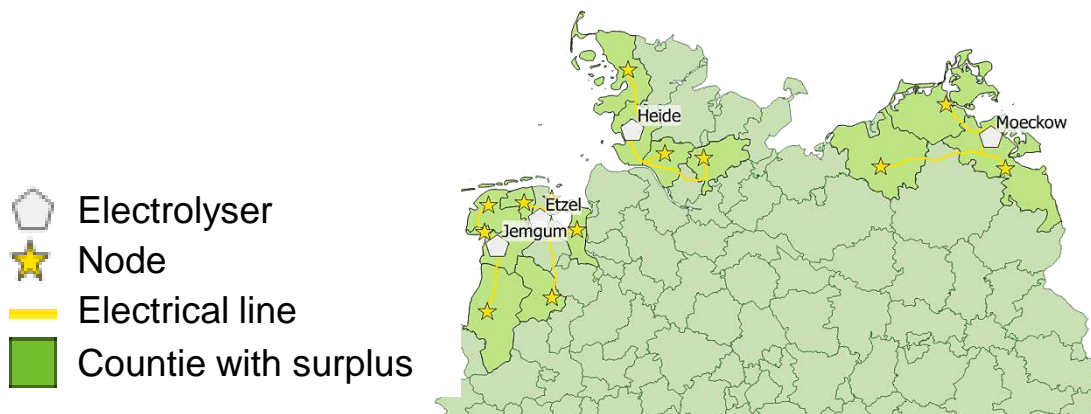 Heide
Moeckow
Etzel
Jemgum
Electrolyser
Node
Electrical line
Countie with surplus